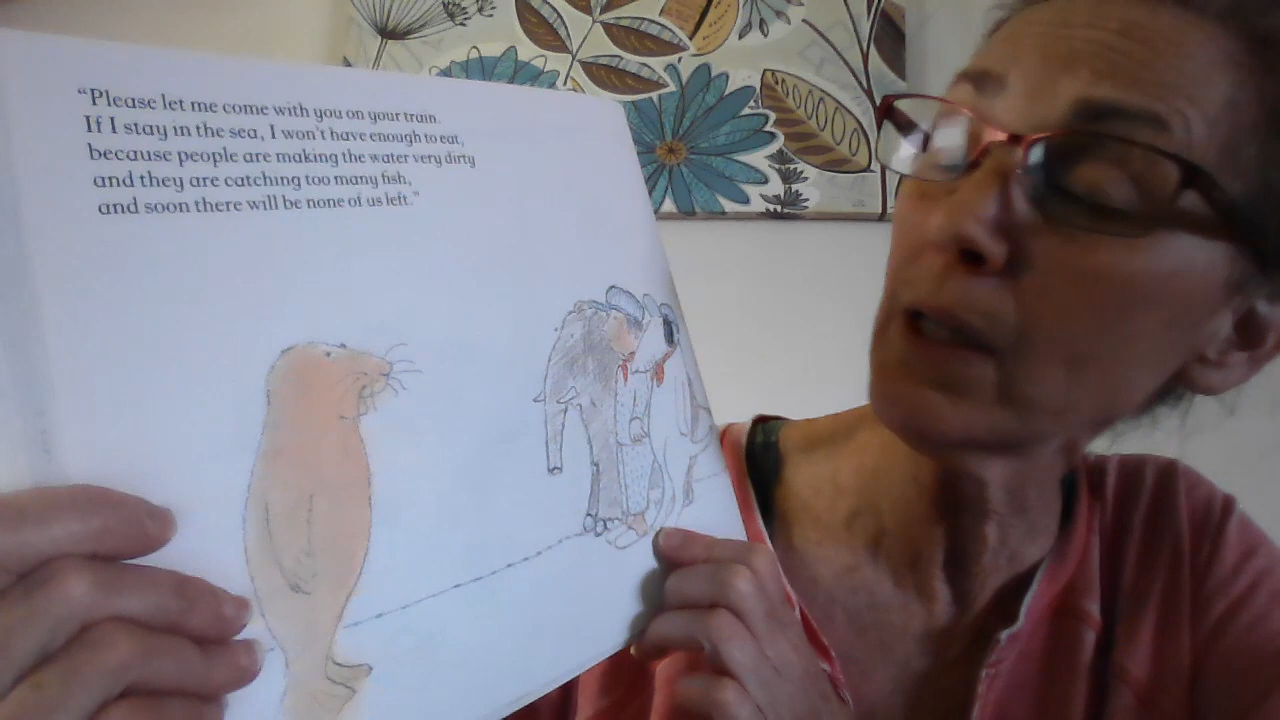 “Please let me come with you on your train.
If I stay in the sea, I won't have enough to eat,
because people are making the water very dirty
and they are catching too many fish,
and soon there will be none of us left.”